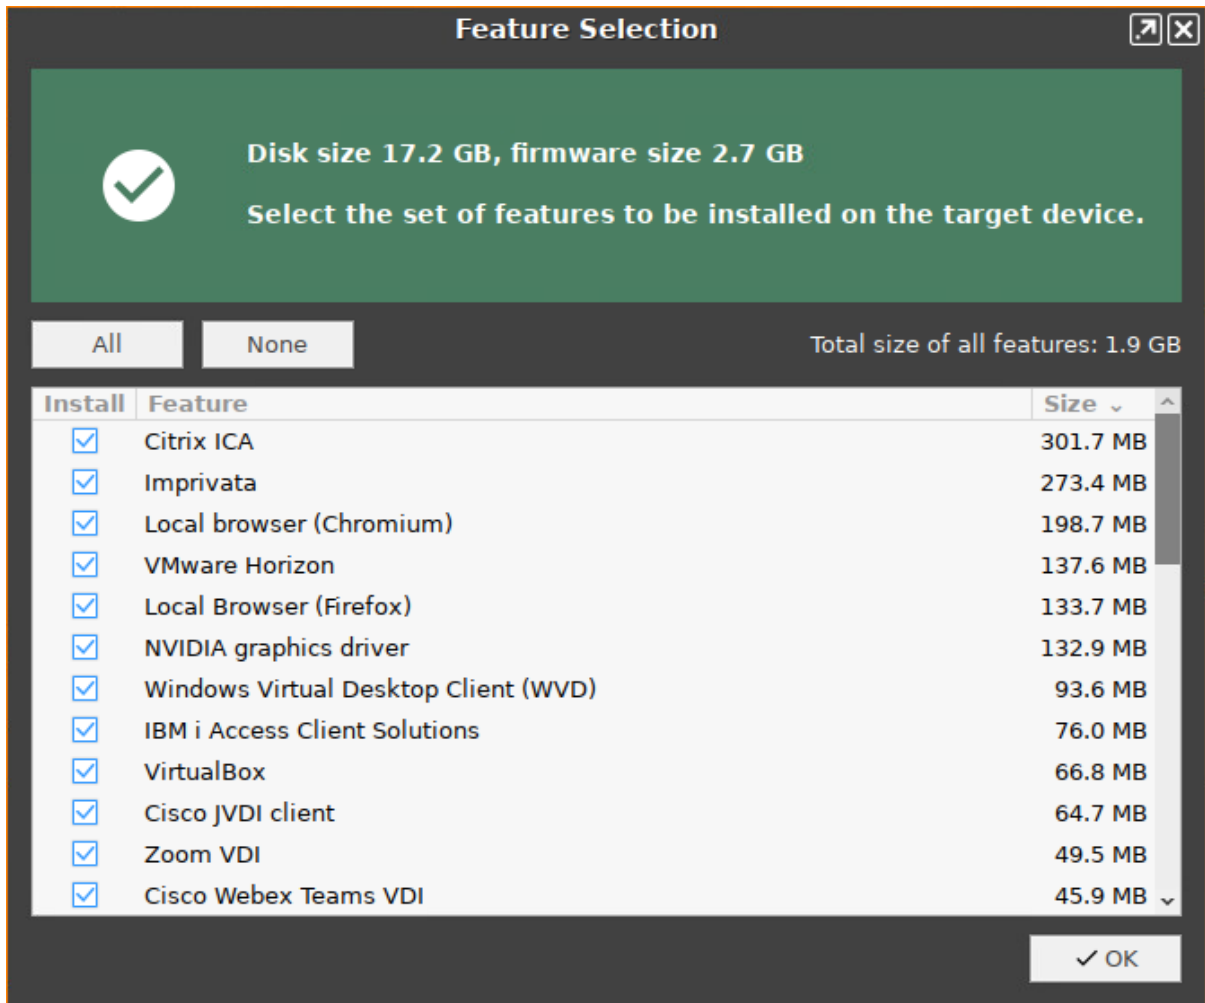 Feature Selection
Disk size 17.2 GB, firmware size 2.7 GB
Select the set of features to be installed on the target device.
All None Total size of all features: 1.9 GB
Install Feature Size
Citrix ICA 301.7 MB
Imprivata 273.4 MB
Local browser (Chromium) 198.7 MB
VMware Horizon 137.6 MB
Local Browser (Firefox) 133.7 MB
NVIDIA graphics driver 132.9 MB
Windows Virtual Desktop Client (WVD) 93.6 MB
IBM i Access Client Solutions 76.0 MB
VirtualBox 66.8 MB
Cisco JVDI client 64.7 MB
Zoom VDI 49.5 MB
Cisco Webex Teams VDI 45.9 MB
OK